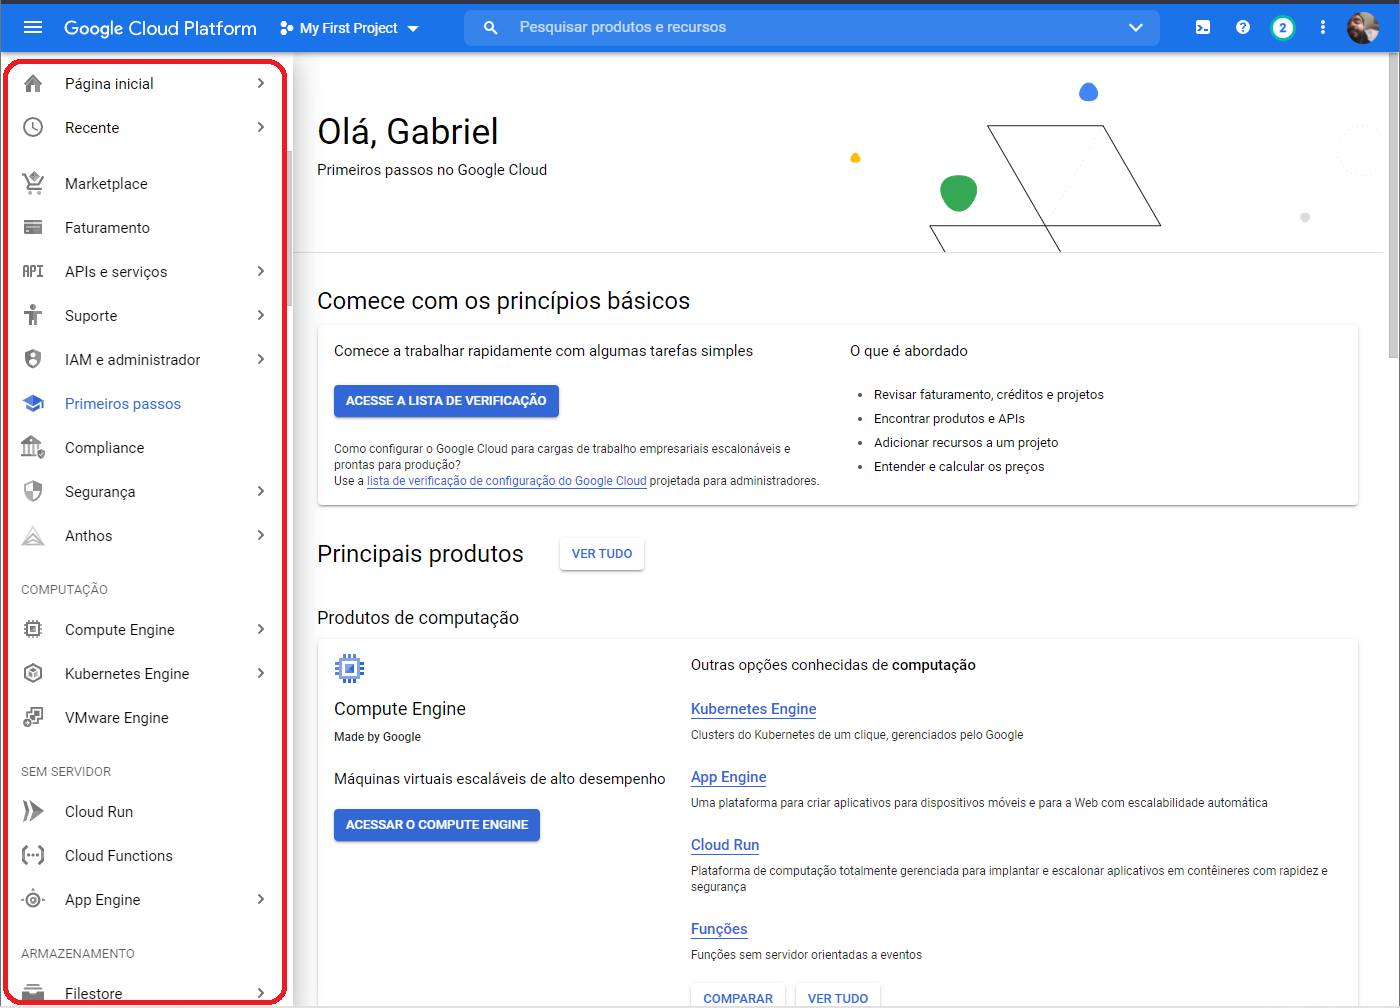 Google Cloud Platform
My First Project
Pesquisar produtos e recursos
2
Página inicial
Recente
Marketplace
Faturamento
API
APIs e serviços
Suporte
IAM e administrador
Primeiros passos
Compliance
Segurança
Anthos
COMPUTAÇÃO
Compute Engine
Kubernetes Engine
VMware Engine
SEM SERVIDOR
Cloud Run
Cloud Functions
App Engine
ARMAZENAMENTO
Filestore
Olá, Gabriel
Primeiros passos no Google Cloud
Comece com os princípios básicos
Comece a trabalhar rapidamente com algumas tarefas simples
ACESSE A LISTA DE VERIFICAÇÃO
Como configurar o Google Cloud para cargas de trabalho empresariais escalonáveis e
prontas para produção?
Use a lista de verificação de configuração do Google Cloud projetada para administradores.
O que é abordado
Revisar faturamento, créditos e projetos
Encontrar produtos e APIs
Adicionar recursos a um projeto
Entender e calcular os preços
Principais produtos
VER TUDO
Produtos de computação
Compute Engine
Made by Google
Máquinas virtuais escaláveis de alto desempenho
ACESSAR O COMPUTE ENGINE
Outras opções conhecidas de computação
Kubernetes Engine
Clusters do Kubernetes de um clique, gerenciados pelo Google
App Engine
Uma plataforma para criar aplicativos para dispositivos móveis e para a Web com escalabilidade automática
Cloud Run
Plataforma de computação totalmente gerenciada para implantar e escalonar aplicativos em contêineres com rapidez e
segurança
Funções
Funções sem servidor orientadas a eventos
COMPARAR
VER TUDO